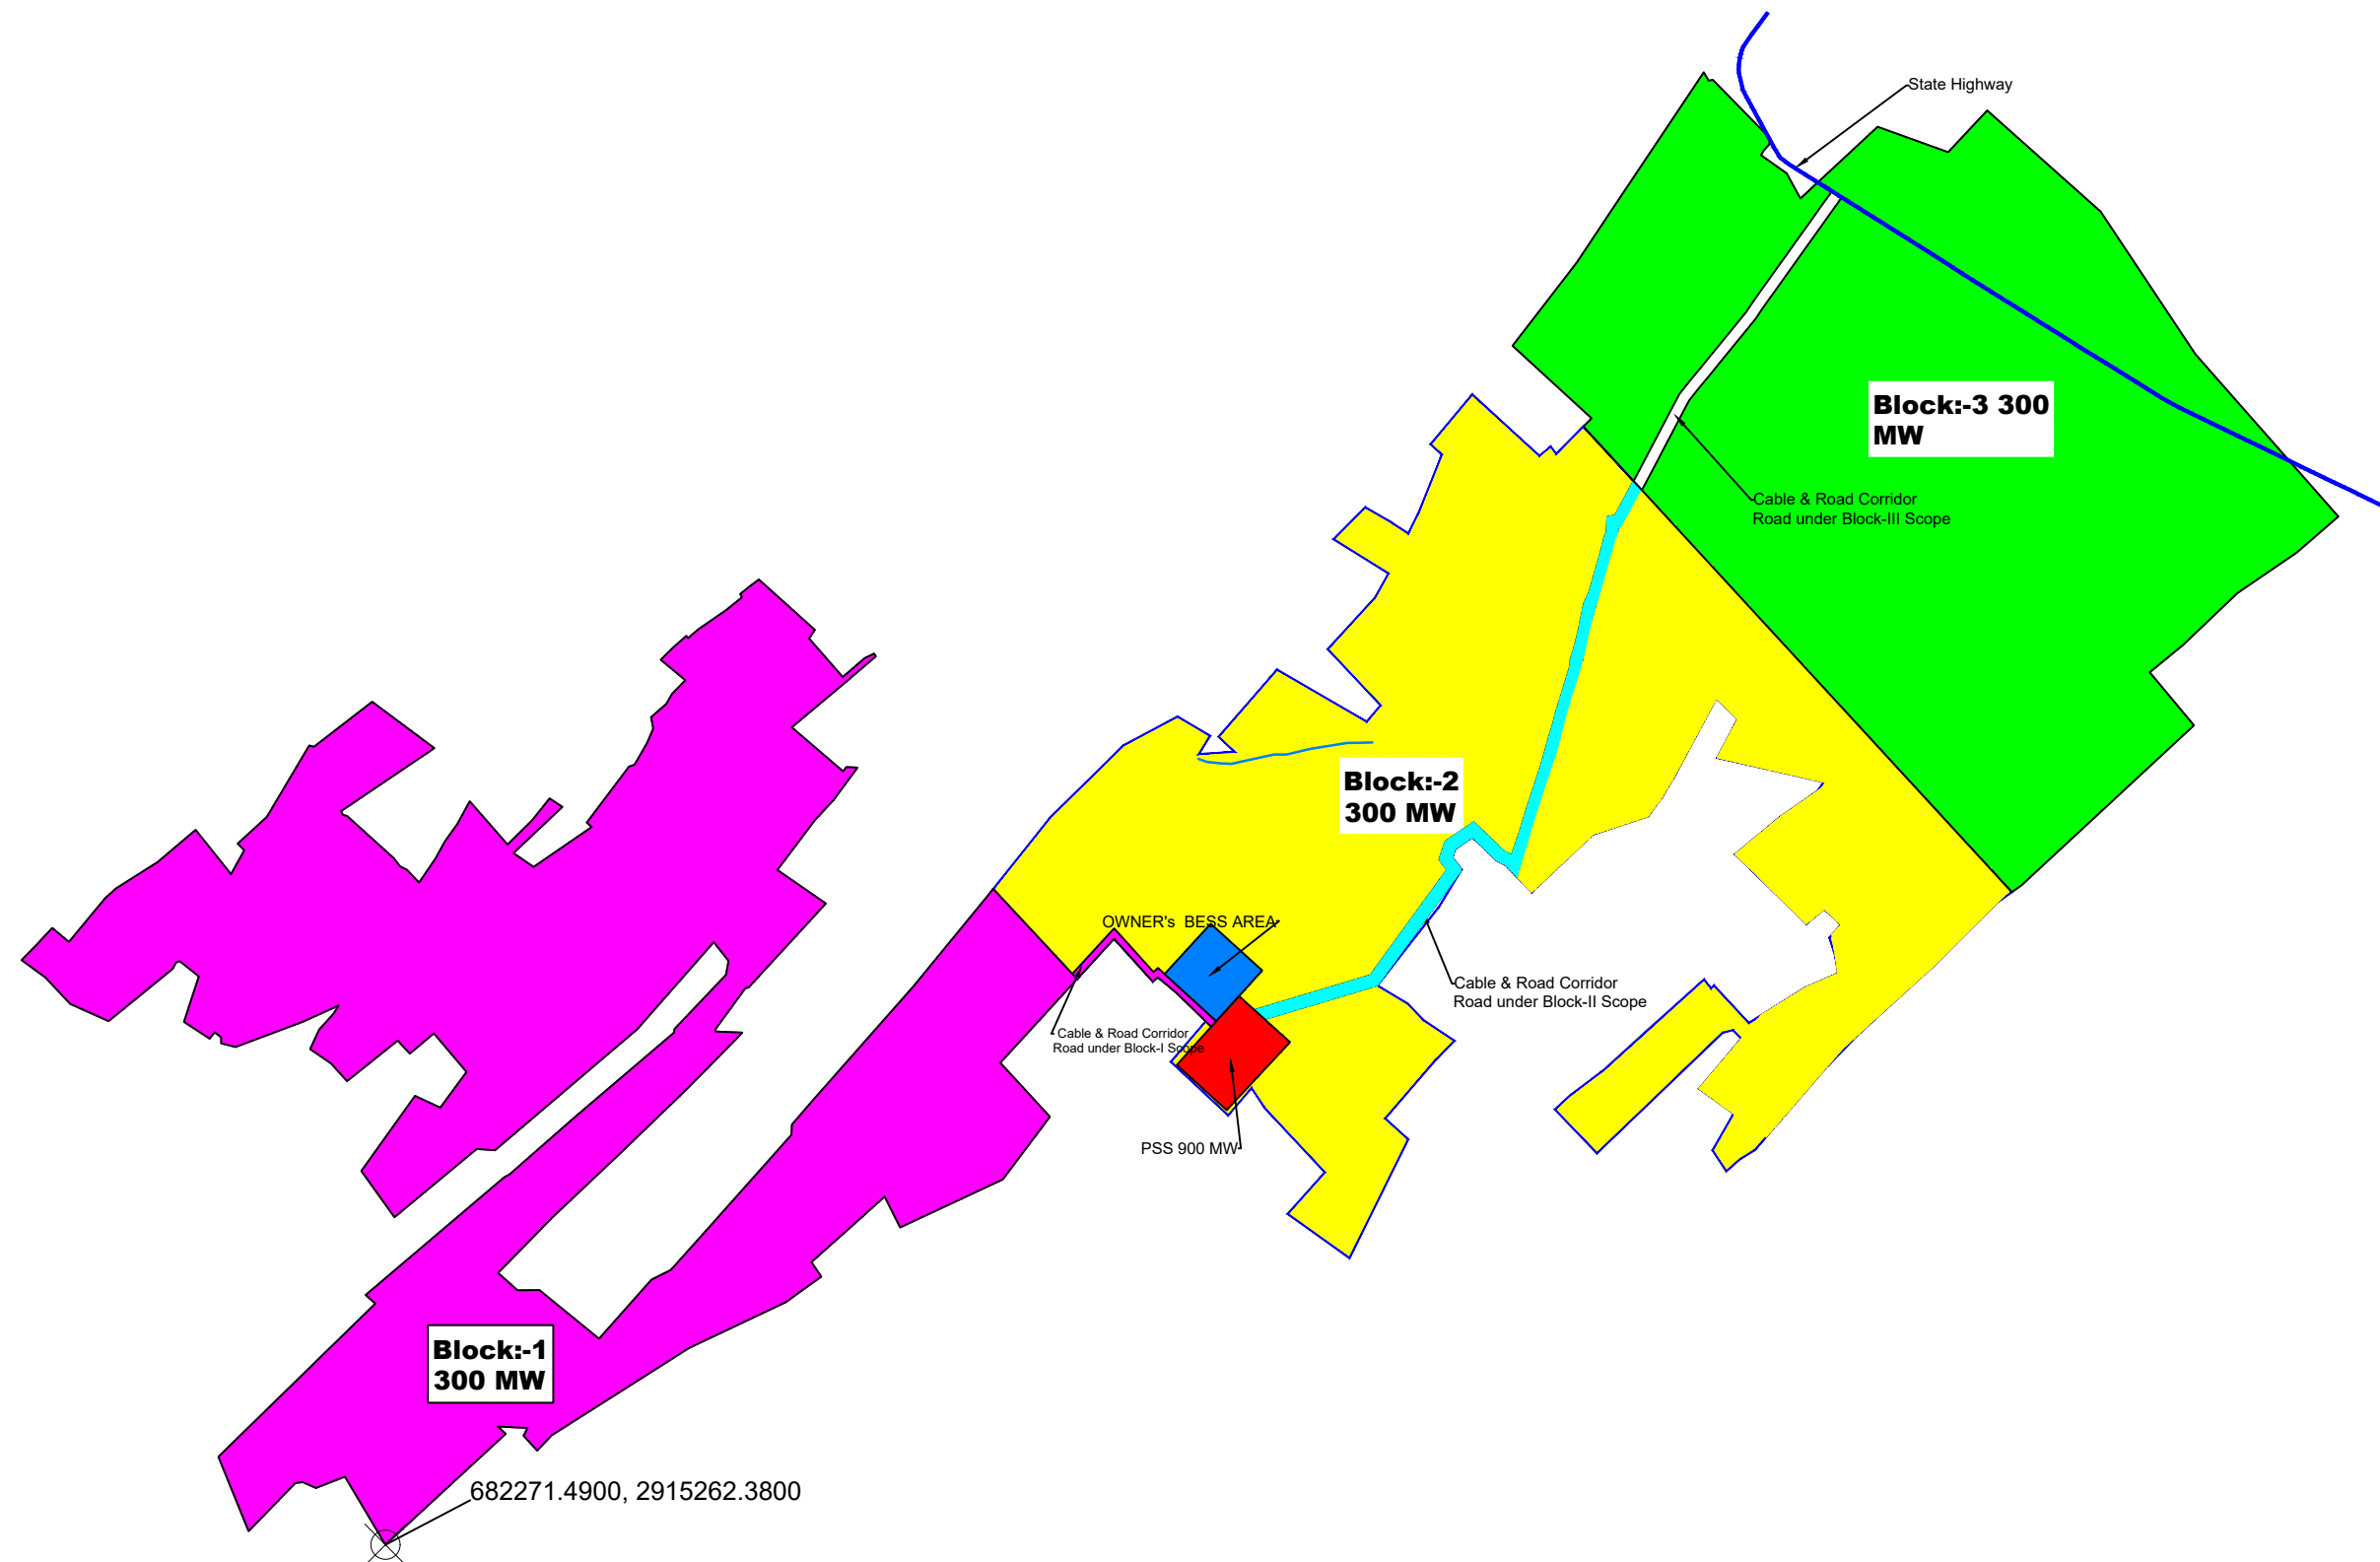 State Highway
Block:-3 300
MW
Cable & Road Corridor
Road under Block-III Scope
Block:-2
300 MW
OWNER's BESS AREA
Cable & Road Corridor
Road under Block-II Scope
Cable & Road Corridor
Road under Block-I Scope
PSS 900 MW
Block:-1
300 MW
682271.4900, 2915262.3800